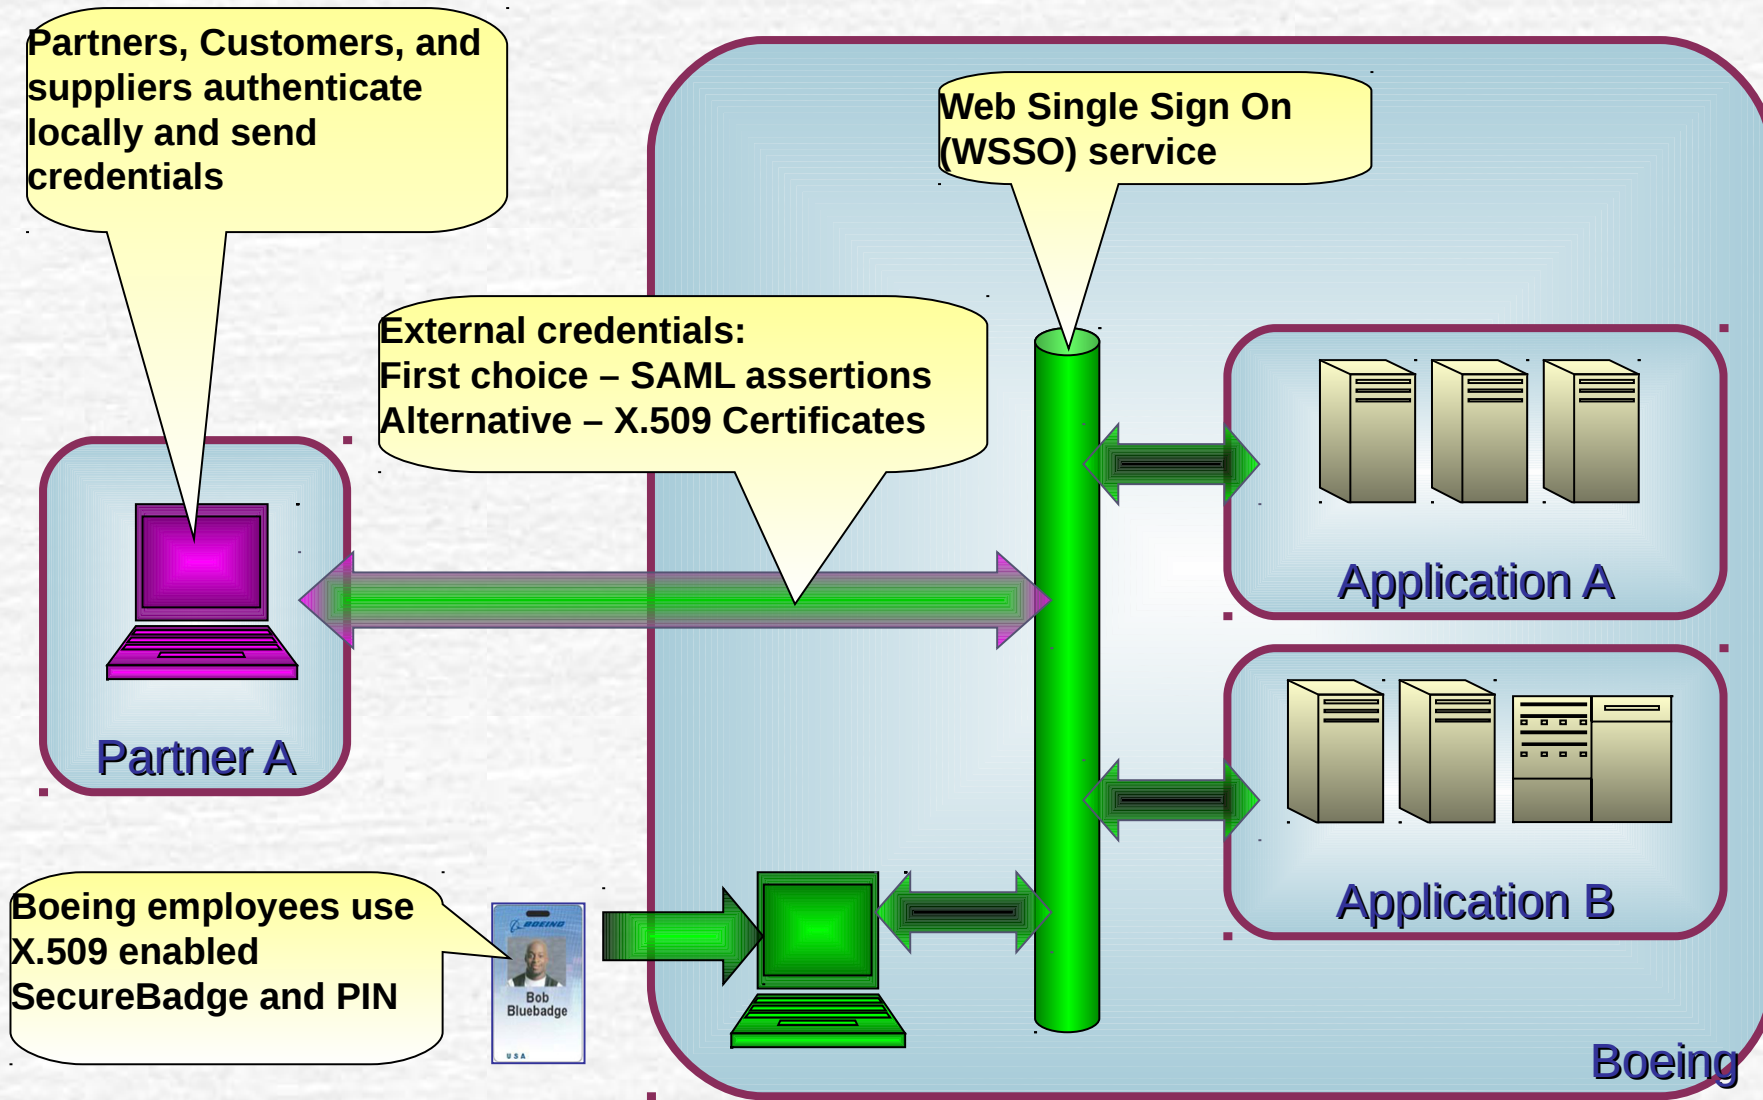 Partners, Customers, and
suppliers authenticate
locally and send
credentials
Web Single Sign On
(WSSO) service
External credentials:
First choice – SAML assertions
Alternative – X.509 Certificates
Application A
Partner A
Application B
Boeing employees use
X.509 enabled
SecureBadge and PIN
BOEING
Bob
Bluebadge
USA
Boeing